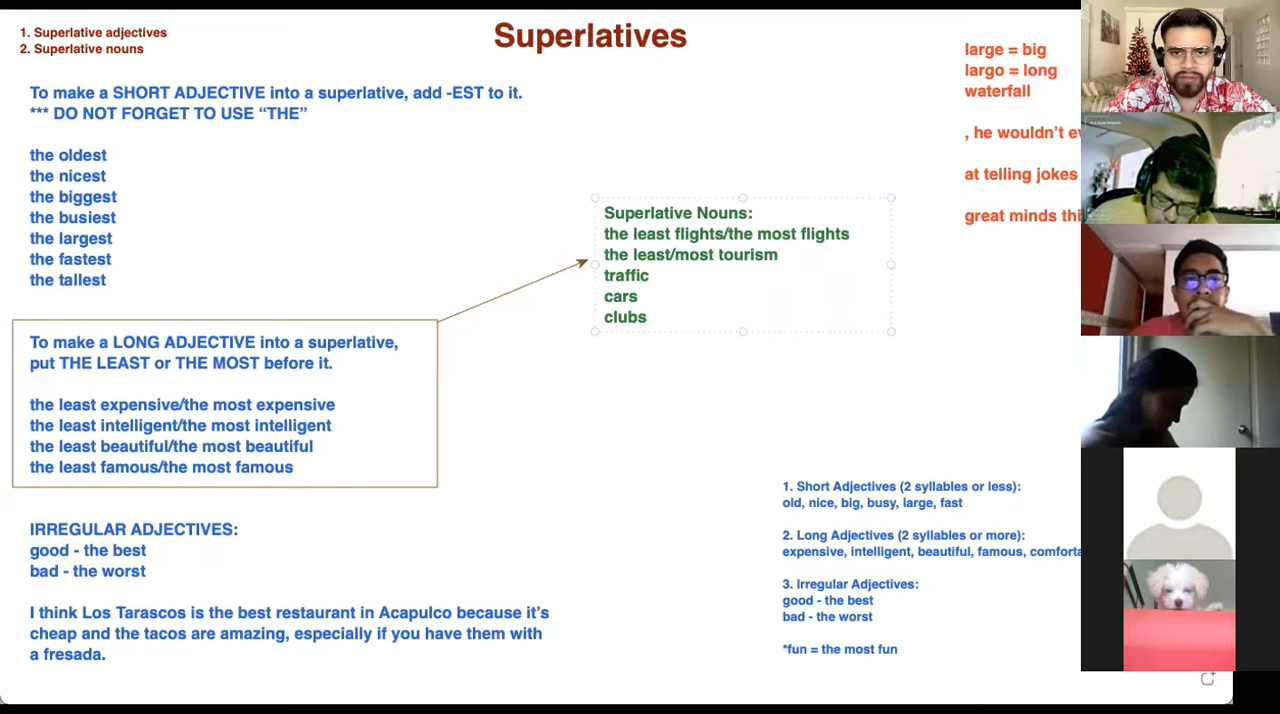 1. Superlative adjectives
2. Superlative nouns
Superlatives
To make a SHORT ADJECTIVE into a superlative, add -EST to it.
*** DO NOT FORGET TO USE “THE”
the oldest
the nicest
the biggest
the busiest
the largest
the fastest
the tallest
To make a LONG ADJECTIVE into a superlative,
put THE LEAST or THE MOST before it.
the least expensive/the most expensive
the least intelligent/the most intelligent
the least beautiful/the most beautiful
the least famous/the most famous
IRREGULAR ADJECTIVES:
good - the best
bad - the worst
I think Los Tarascos is the best restaurant in Acapulco because it’s
cheap and the tacos are amazing, especially if you have them with
a fresada.
Superlative Nouns:
the least flights/the most flights
the least/most tourism
traffic
cars
clubs
large = big
largo = long
waterfall
, he wouldn’t
at telling jokes
great minds
1. Short Adjectives (2 syllables or less):
old, nice, big, busy, large, fast
2. Long Adjectives (2 syllables or more):
expensive, intelligent, beautiful, famous,
3. Irregular Adjectives:
good - the best
bad - the worst
*fun = the most fun